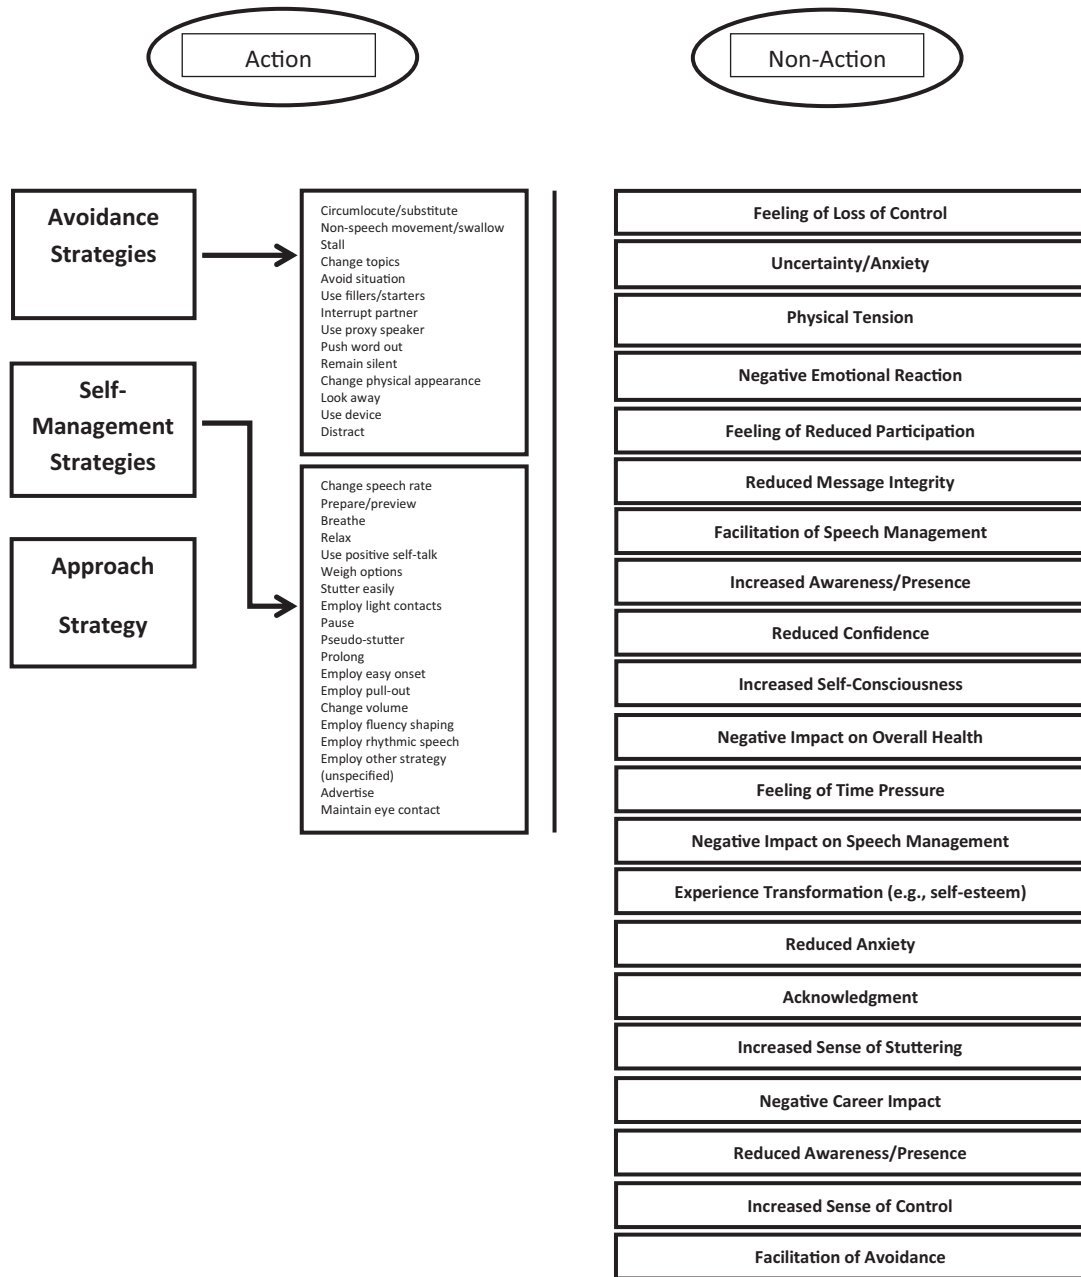 Action
Non-Action
Avoidance
Strategies
Self-
Management
Strategies
Approach
Strategy
Circumlocute/substitute
Non-speech movement/swallow
Stall
Change topics
Avoid situation
Use fillers/starters
Interrupt partner
Use proxy speaker
Push word out
Remain silent
Change physical appearance
Look away
Use device
Distract
Change speech rate
Prepare/preview
Breathe
Relax
Use positive self-talk
Weigh options
Stutter easily
Employ light contacts
Pause
Pseudo-stutter
Prolong
Employ easy onset
Employ pull-out
Change volume
Employ fluency shaping
Employ rhythmic speech
Employ other strategy
(unspecified)
Advertise
Maintain eye contact
Feeling of Loss of Control
Uncertainty/Anxiety
Physical Tension
Negative Emotional Reaction
Feeling of Reduced Participation
Reduced Message Integrity
Facilitation of Speech Management
Increased Awareness/Presence
Reduced Confidence
Increased Self-Consciousness
Negative Impact on Overall Health
Feeling of Time Pressure
Negative Impact on Speech Management
Experience Transformation (e.g., self-esteem)
Reduced Anxiety
Acknowledgment
Increased Sense of Stuttering
Negative Career Impact
Reduced Awareness/Presence
Increased Sense of Control
Facilitation of Avoidance